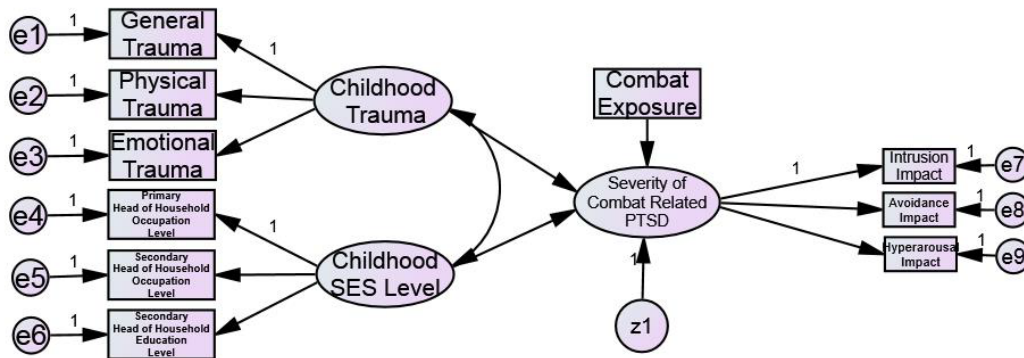 e1
1
General
Trauma
1
e2
1
Physical
Trauma
e3
1
Emotional
Trauma
Childhood
Trauma
Combat
Exposure
e4
1
Primary
Head of Household
Occupation
Level
1
e5
1
Secondary
Head of Household
Occupation
Level
e6
1
Secondary
Head of Household
Education
Level
Childhood
SES Level
Severity of
Combat Related
PTSD
1
z1
1
Intrusion
Impact
1
e7
Avoidance
Impact
1
e8
Hyperarousal
Impact
1
e9